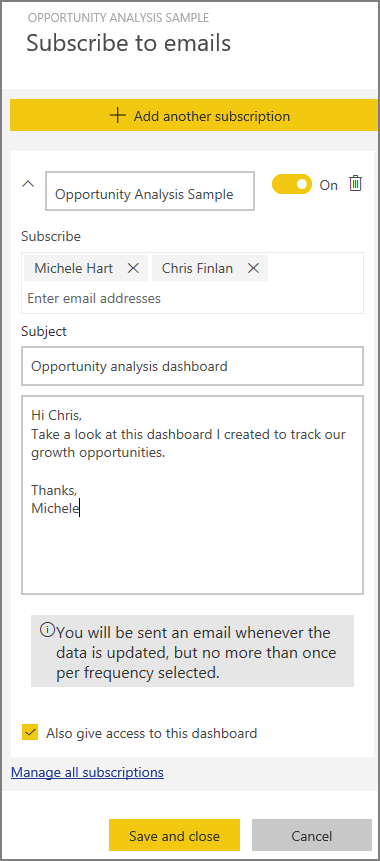 OPPORTUNITY ANALYSIS SAMPLE
Subscribe to emails
Add another subscription
Opportunity Analysis Sample
On
Subscribe
Michele Hart
Chris Finlan
Enter email addresses
Subject
Opportunity analysis dashboard
Hi Chris,
Take a look at this dashboard I created to track our
growth opportunities.
Thanks,
Michele
You will be sent an email whenever the
data is updated, but no more than once
per frequency selected.
Also give access to this dashboard
Manage all subscriptions
Save and close
Cancel